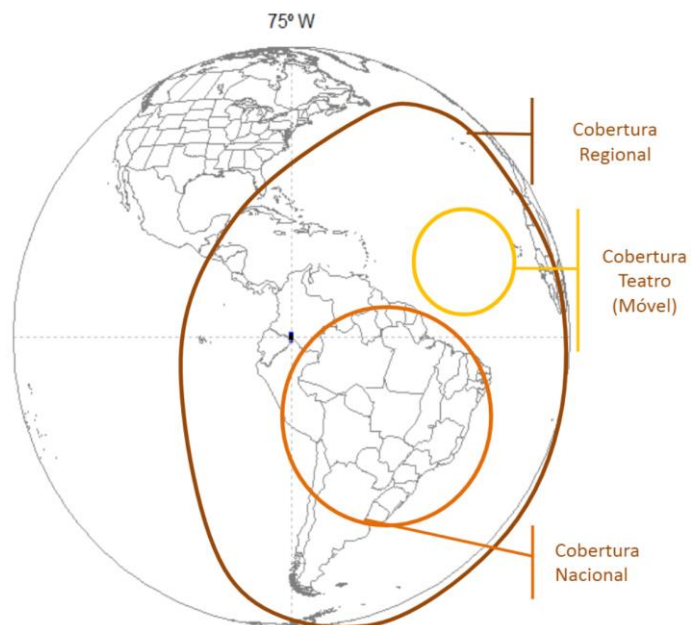 75º W
Cobertura
Regional
Cobertura
Teatro
(Móvel)
Cobertura
Nacional